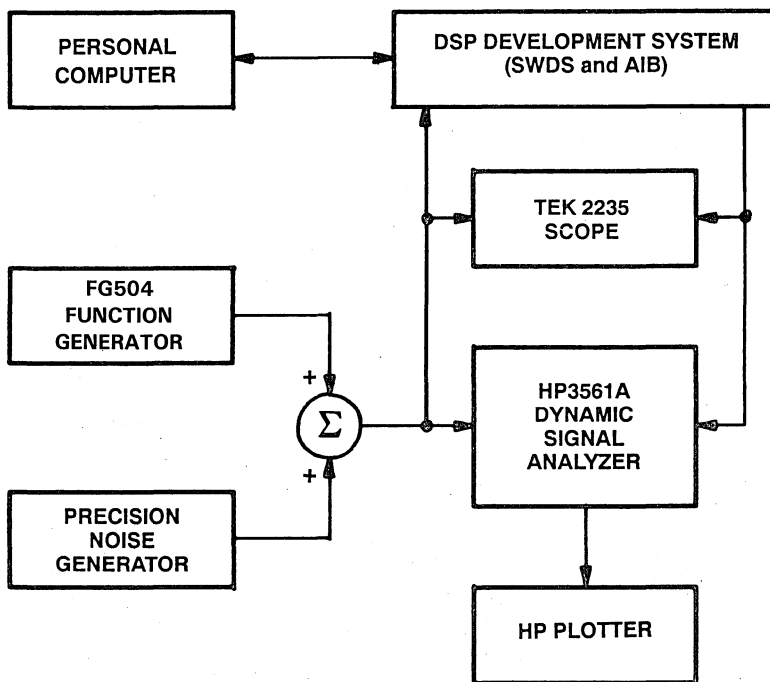 PERSONAL
COMPUTER
DSP DEVELOPMENT SYSTEM
(SWDS and AIB)
TEK 2235
SCOPE
FG504
FUNCTION
GENERATOR
+
Σ
+
HP3561A
DYNAMIC
SIGNAL
ANALYZER
PRECISION
NOISE
GENERATOR
HP PLOTTER